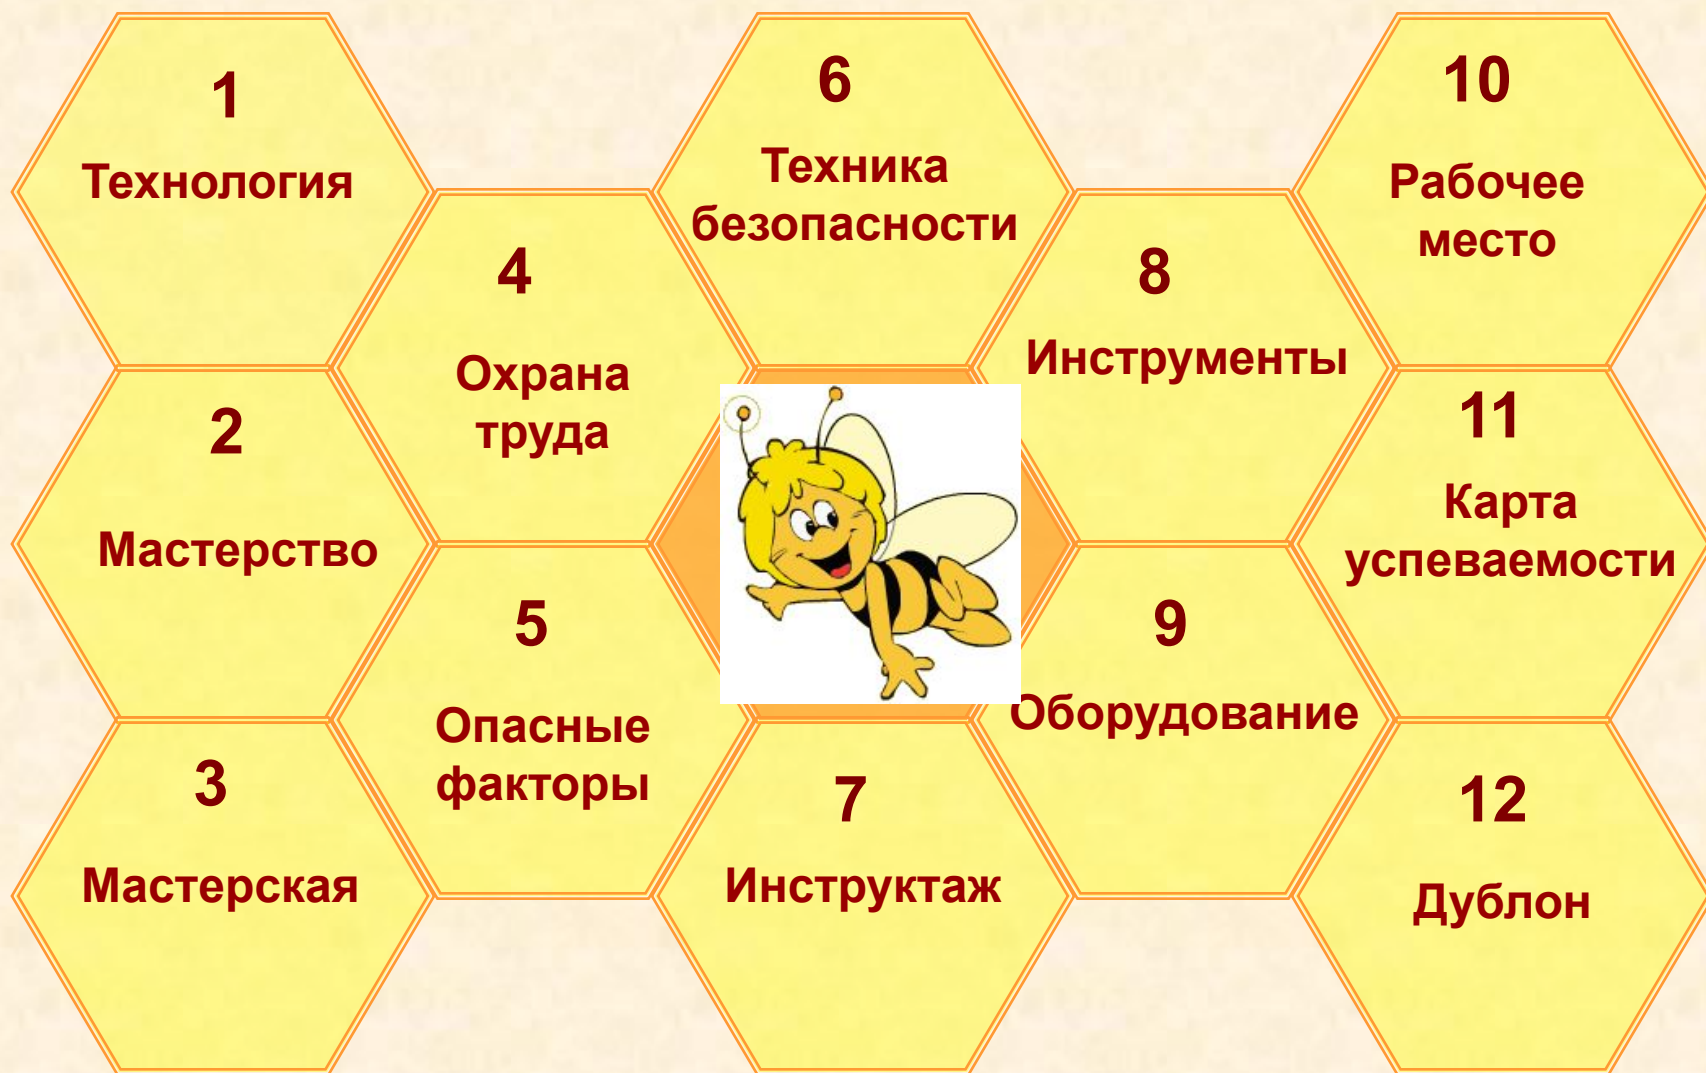 1
Технология
2
Мастерство
3
Мастерская
4
Охрана
труда
5
Опасные
факторы
6
Техника
безопасности
7
Инструктаж
8
Инструменты
9
Оборудование
10
Рабочее
место
11
Карта
успеваемости
12
Дублон